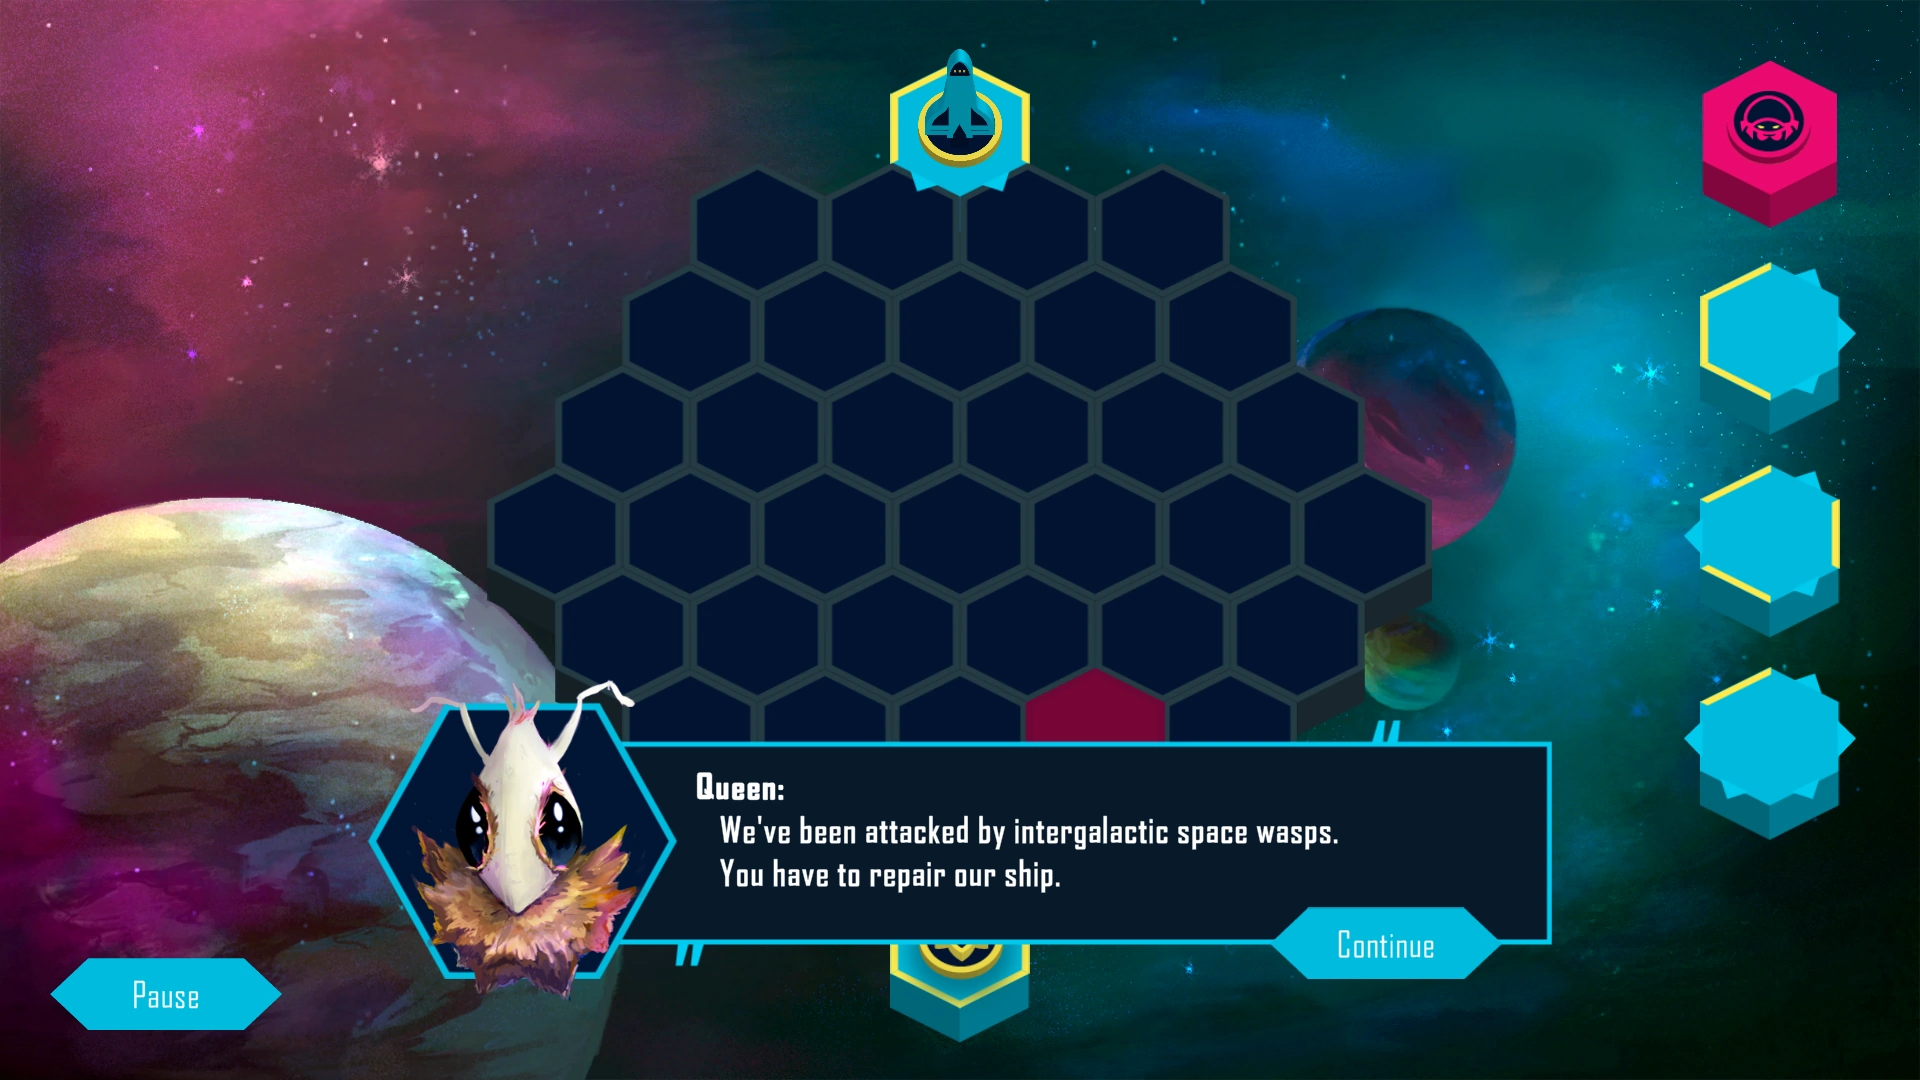 Queen:
We've been attacked by intergalactic space wasps.
You have to repair our ship.
Continue
Pause